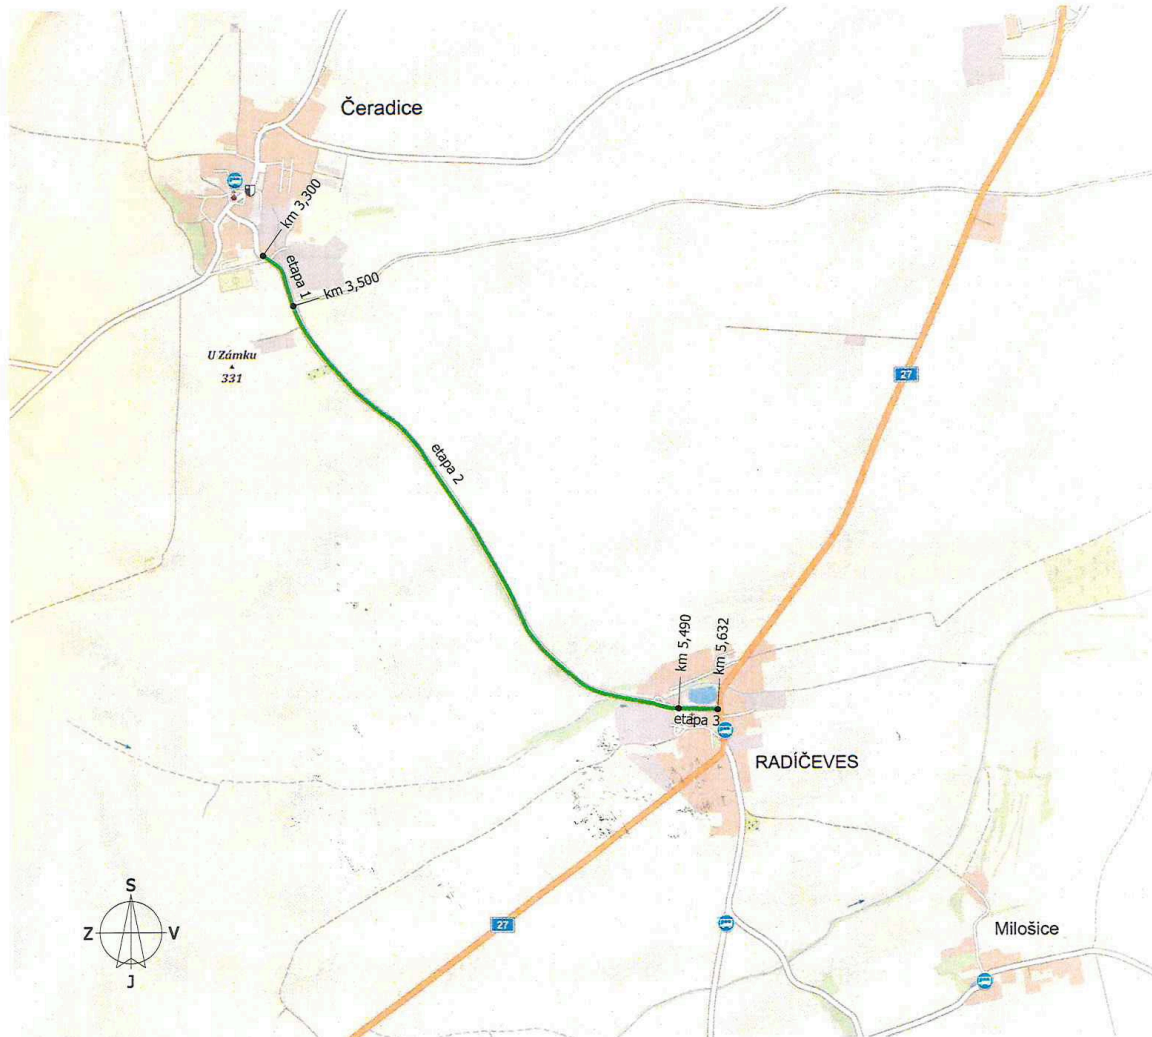 Čeradice
km 3,300
etapa 1
km 3,500
U Zámku
331
27
etapa 2
km 5,490
km 5,632
etapa 3
RADÍČEVES
S
Z
V
J
27
Milošice